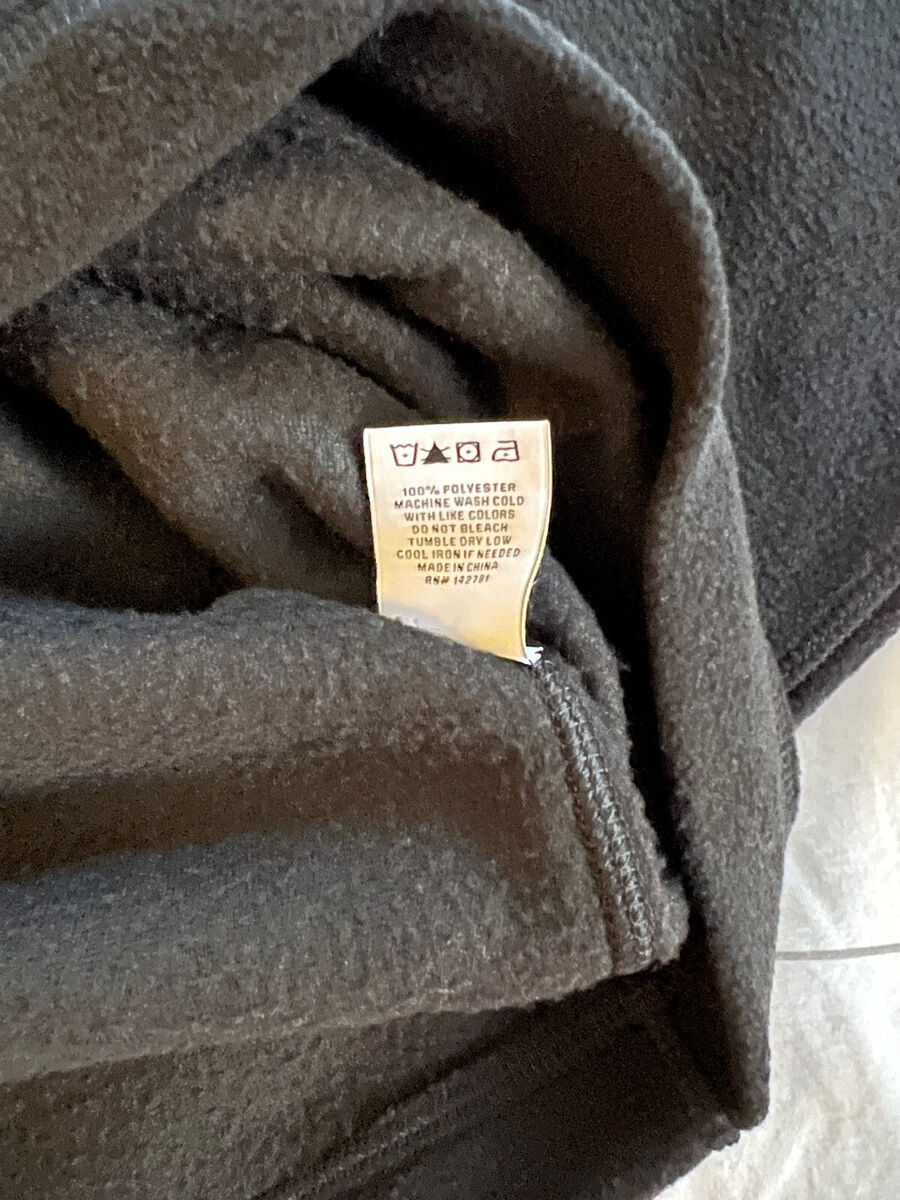 100% POLYESTER
MACHINE WASH COLD
WITH LIKE COLORS
DO NOT BLEACH
TUMBLE DRY LOW
COOL IRON IF NEEDED
MADE IN CHINA
RN# 142781